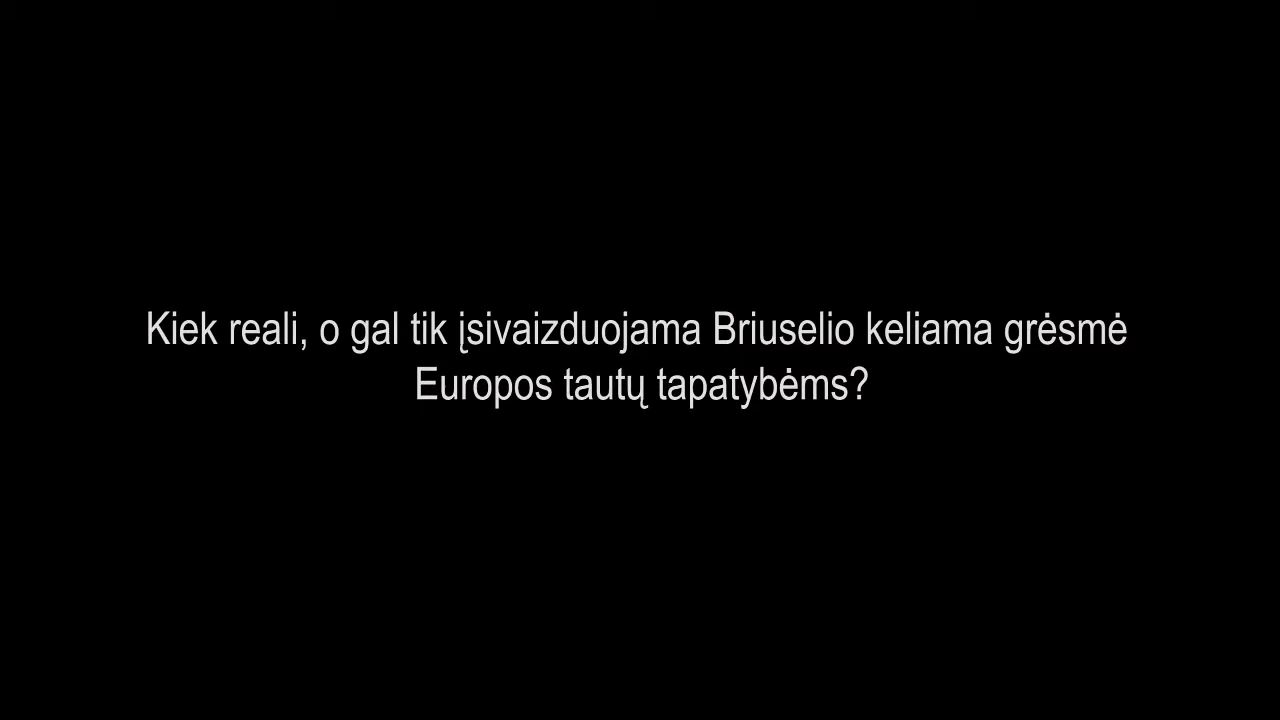 Kiek reali, o gal tik įsivaizduojama Briuselio keliama grėsmė
Europos tautų tapatybėms?